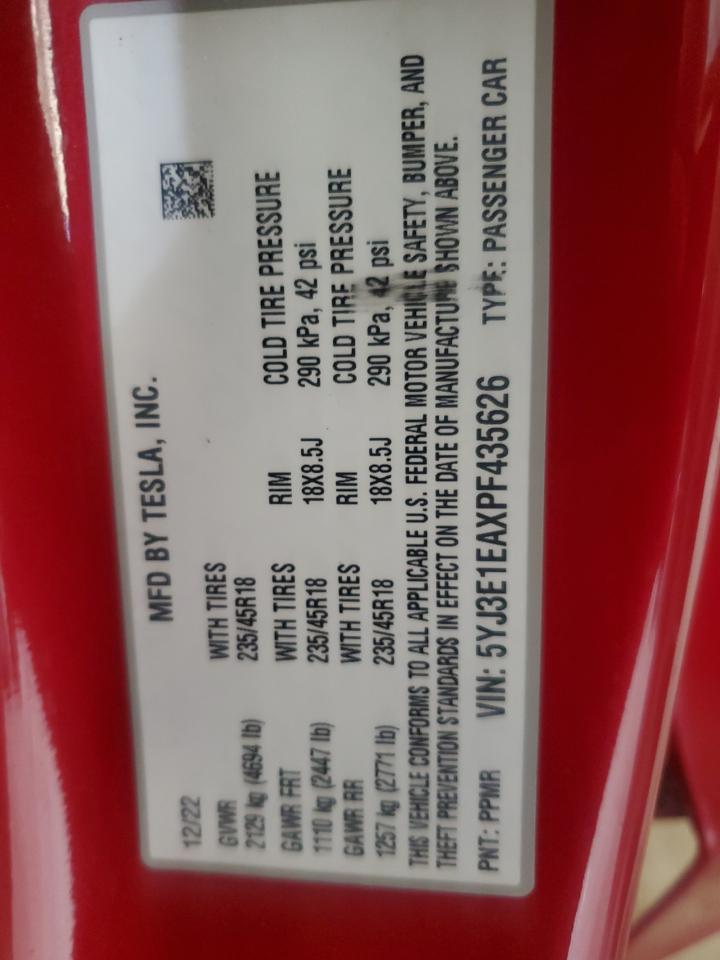 MFD BY TESLA, INC.
12/22
GVWR WITH TIRES
2129 kg (4694 lb) 235/45R18
GAWR FRT WITH TIRES RIM COLD TIRE PRESSURE
1110 kg (2447 lb) 235/45R18 18X8.5J 290 kPa, 42 psi
GAWR RR WITH TIRES RIM COLD TIRE PRESSURE
1257 kg (2771 lb) 235/45R18 18X8.5J 290 kPa, 42 psi
THIS VEHICLE CONFORMS TO ALL APPLICABLE U.S. FEDERAL MOTOR VEHICLE SAFETY, BUMPER, AND
THEFT PREVENTION STANDARDS IN EFFECT ON THE DATE OF MANUFACTURE SHOWN ABOVE.
PNT: PPMR VIN: 5YJ3E1EAXPF435626 TYPE: PASSENGER CAR